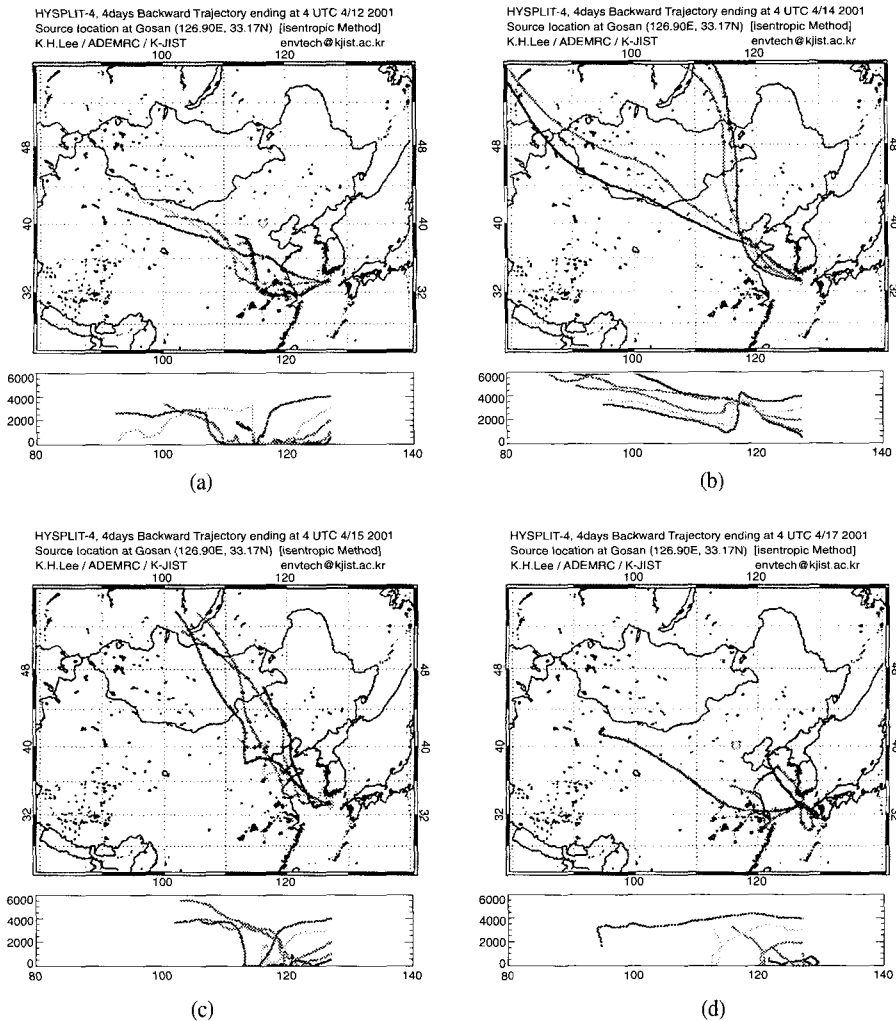 HYSPLIT-4, 4days Backward Trajectory ending at 4 UTC 4/12 2001
Source location at Gosan (126.90E, 33.17N) [isentropic Method]
K.H.Lee / ADEMRC / K-JIST envtech@kjist.ac.kr
100 120
48 48
40 40
32 32
100 120
6000
4000
2000
0
80 100 120 140
(a)
HYSPLIT-4, 4days Backward Trajectory ending at 4 UTC 4/14 2001
Source location at Gosan (126.90E, 33.17N) [isentropic Method]
K.H.Lee / ADEMRC / K-JIST envtech@kjist.ac.kr
100 120
48 48
40 40
32 32
100 120
6000
4000
2000
0
80 100 120 140
(b)
HYSPLIT-4, 4days Backward Trajectory ending at 4 UTC 4/15 2001
Source location at Gosan (126.90E, 33.17N) [isentropic Method]
K.H.Lee / ADEMRC / K-JIST envtech@kjist.ac.kr
100 120
48 48
40 40
32 32
100 120
6000
4000
2000
0
80 100 120 140
(c)
HYSPLIT-4, 4days Backward Trajectory ending at 4 UTC 4/17 2001
Source location at Gosan (126.90E, 33.17N) [isentropic Method]
K.H.Lee / ADEMRC / K-JIST envtech@kjist.ac.kr
100 120
48 48
40 40
32 32
100 120
6000
4000
2000
0
80 100 120 140
(d)